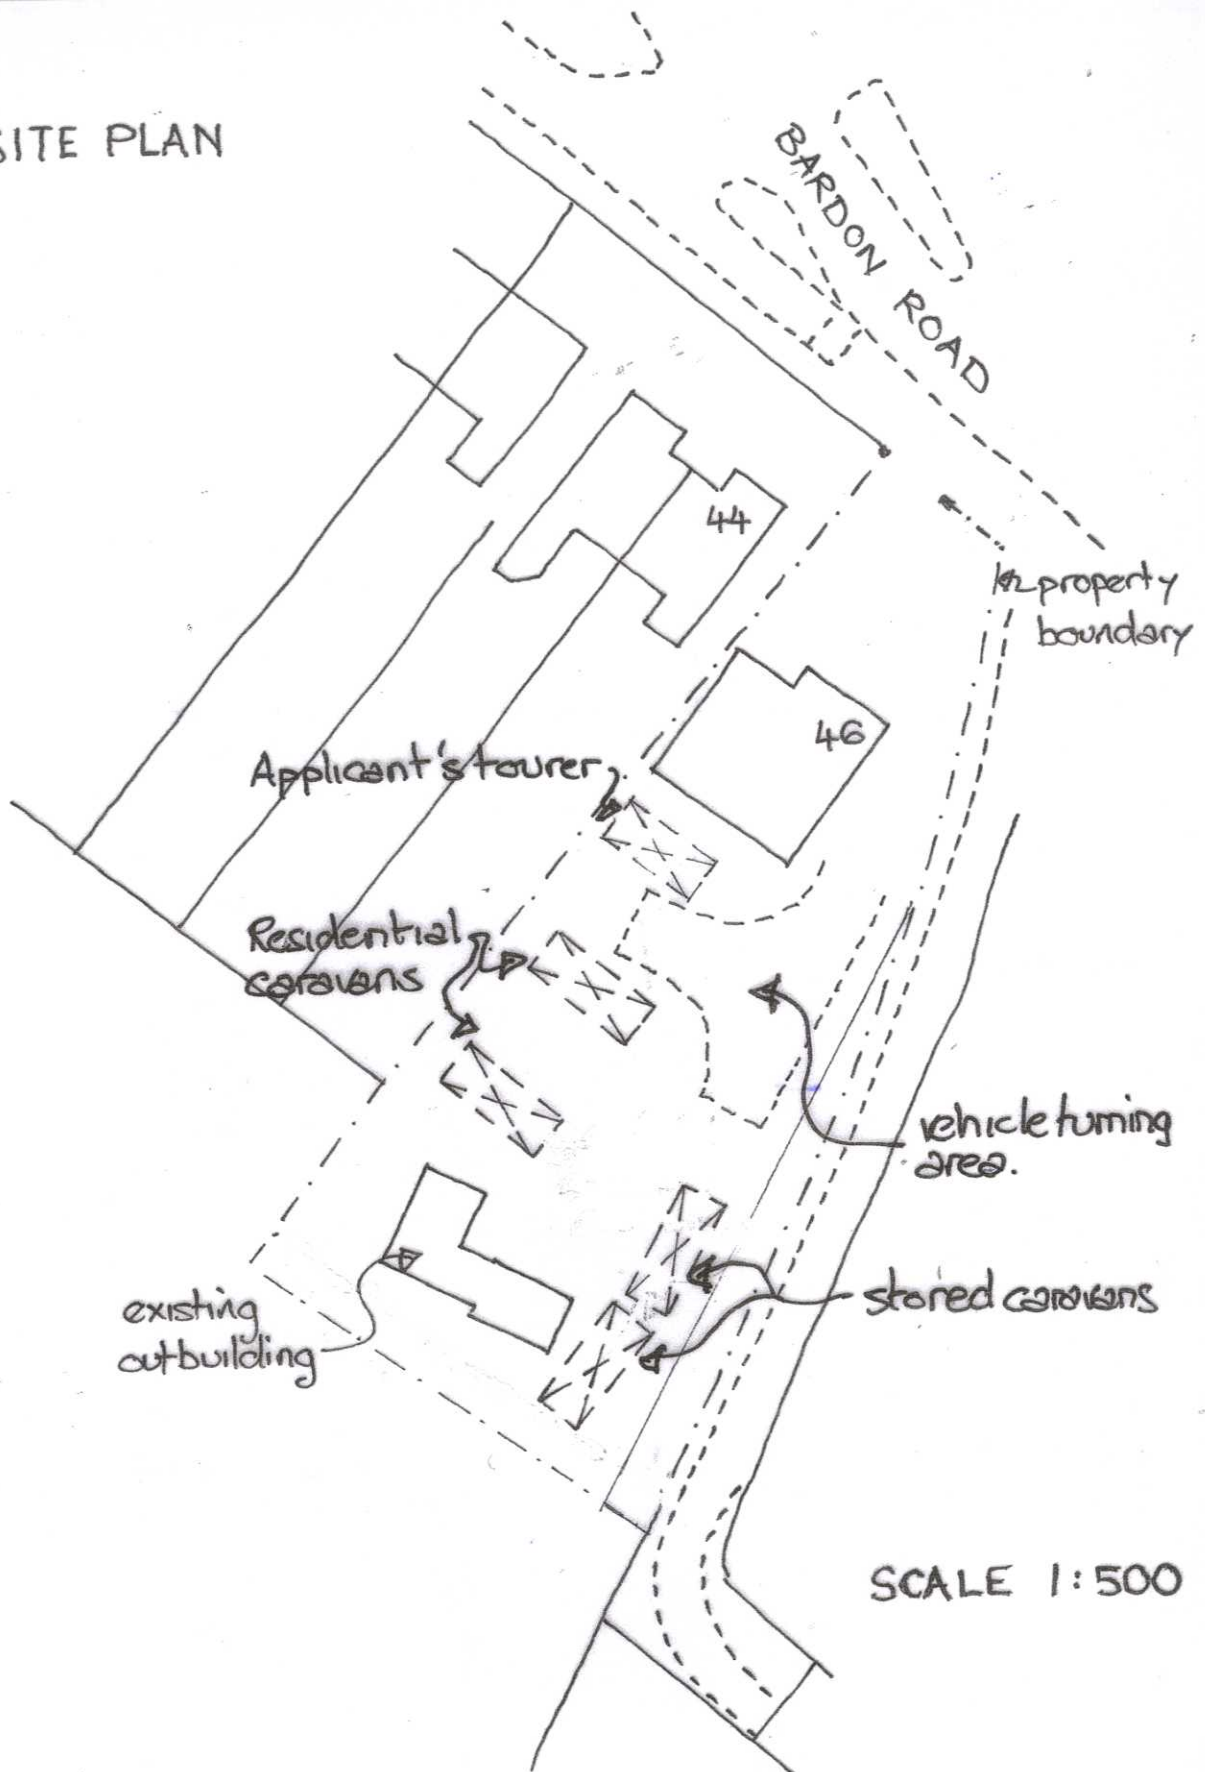 SITE PLAN
BARDON ROAD
44
property
boundary
46
Applicant's tourer
Residential
caravans
vehicle turning
area.
stored caravans
existing
outbuilding
SCALE 1:500